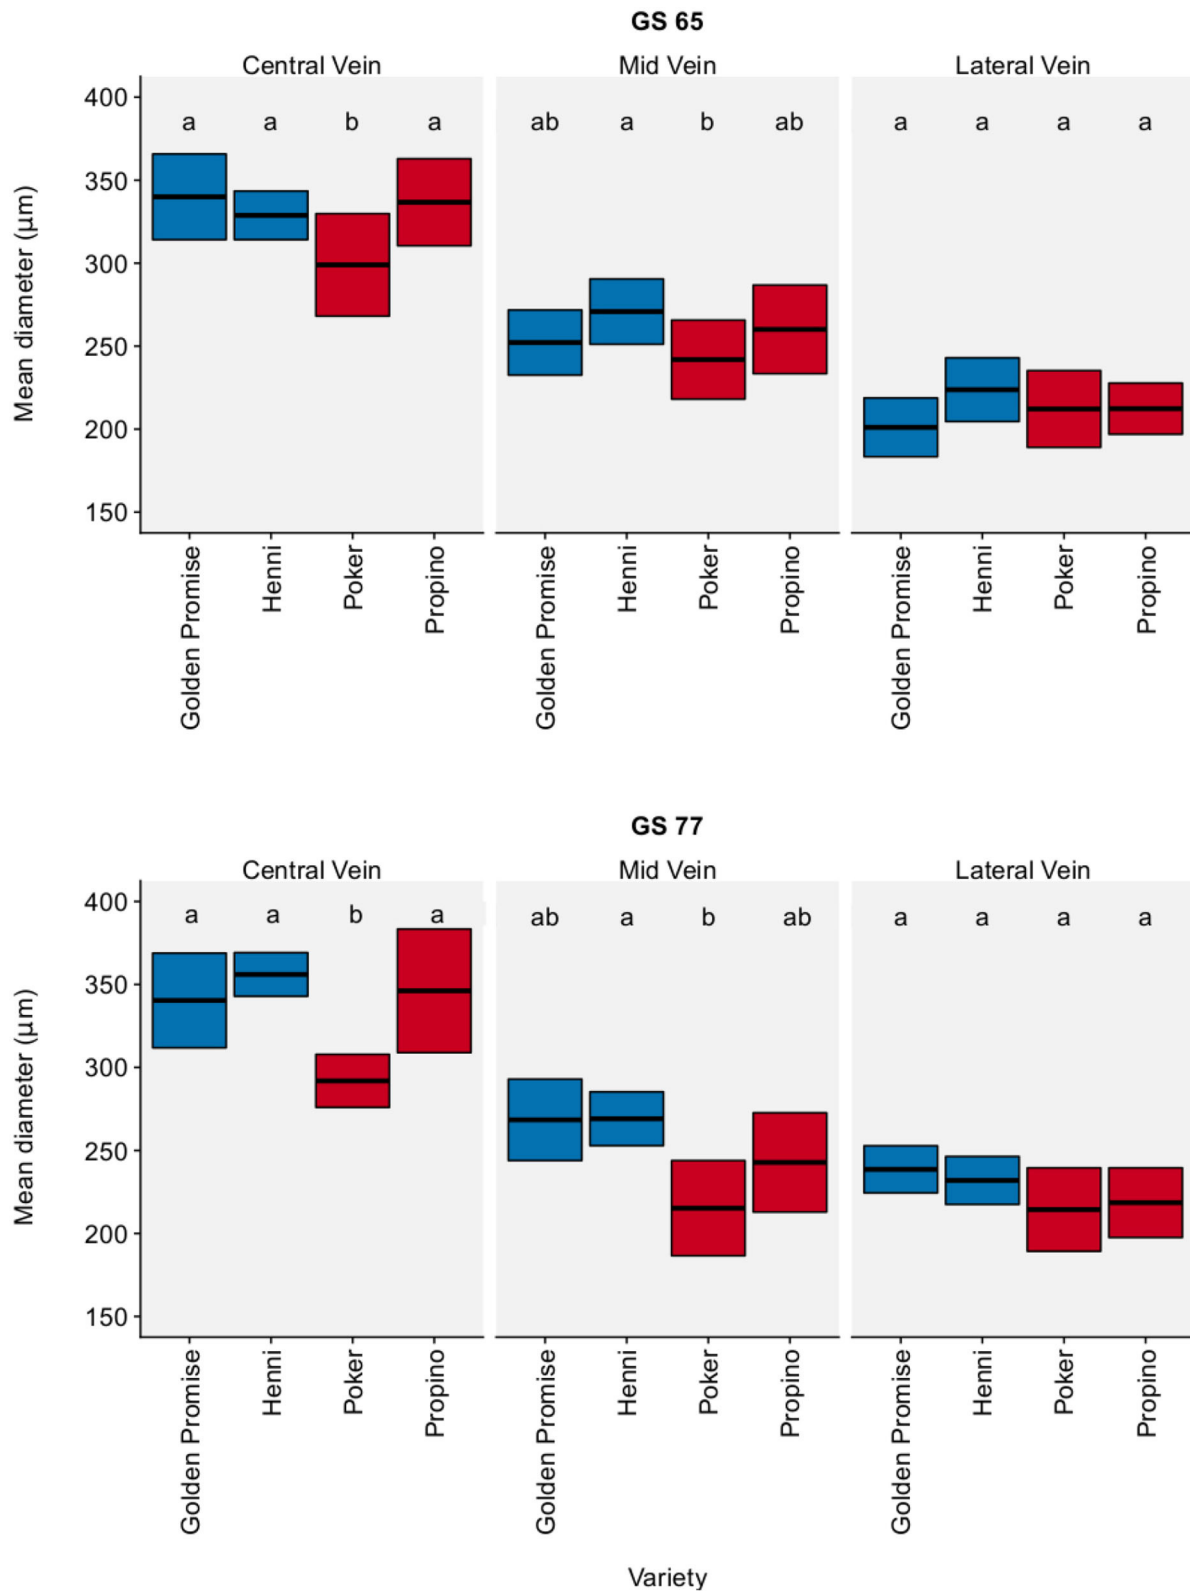 GS 65
Central Vein Mid Vein Lateral Vein
Mean diameter (µm)
400
350
300
250
200
150
a a b a ab a b ab a a a a
Golden Promise Henni Poker Propino Golden Promise Henni Poker Propino Golden Promise Henni Poker Propino
GS 77
Central Vein Mid Vein Lateral Vein
Mean diameter (µm)
400
350
300
250
200
150
a a b a ab a b ab a a a a
Golden Promise Henni Poker Propino Golden Promise Henni Poker Propino Golden Promise Henni Poker Propino
Variety